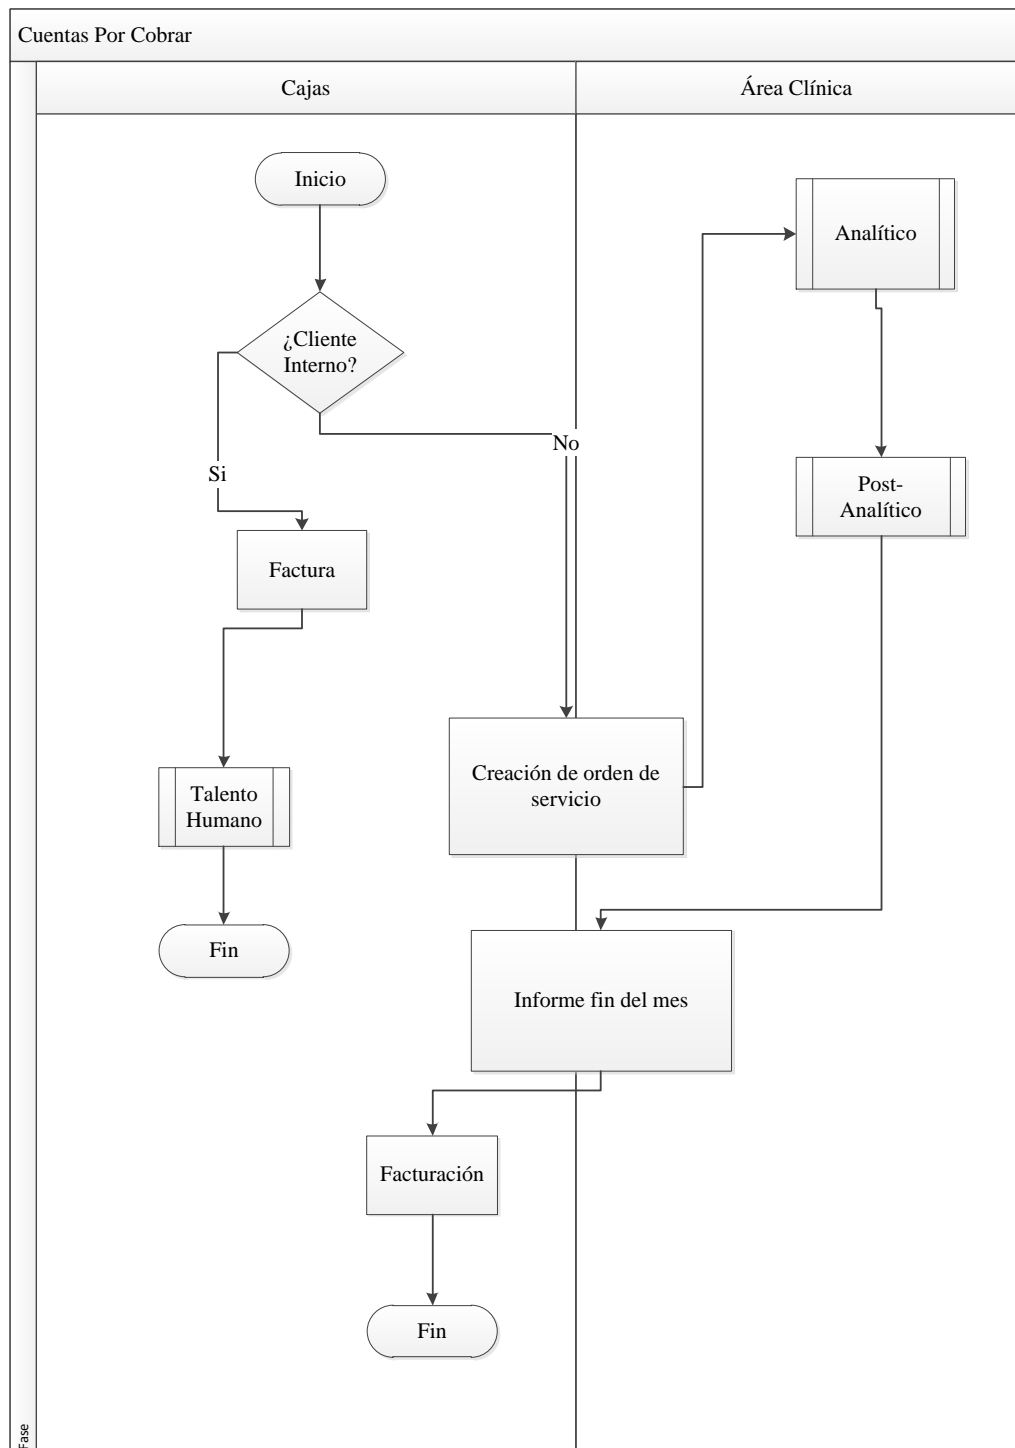 Cuentas Por Cobrar
Cajas
Área Clínica
Inicio
Analítico
¿Cliente
Interno?
No
Si
Post-
Analítico
Factura
Creación de orden de
servicio
Talento
Humano
Fin
Informe fin del mes
Facturación
Fin
Fase